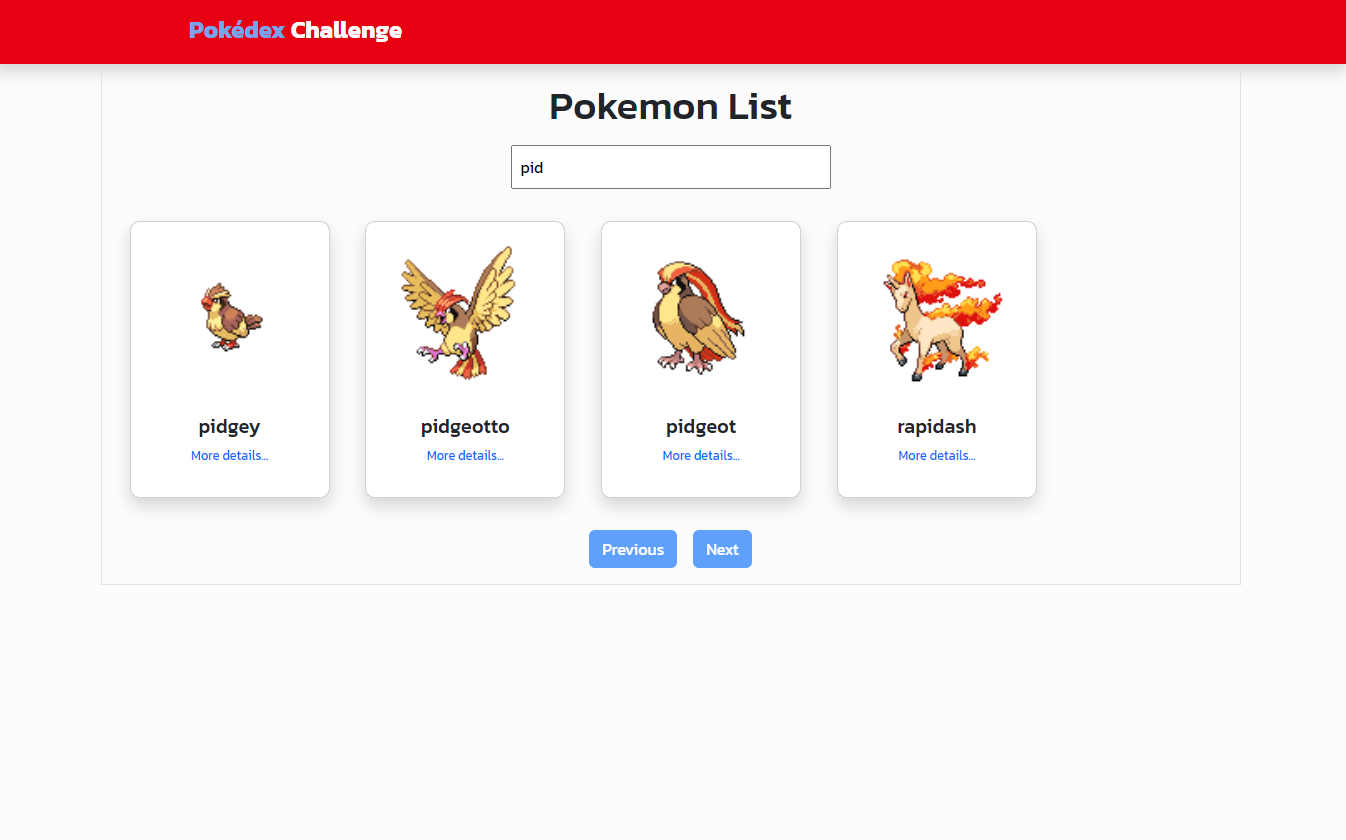 Pokédex Challenge
Pokemon List
pid
pidgey
More details...
pidgeotto
More details...
pidgeot
More details...
rapidash
More details...
Previous
Next